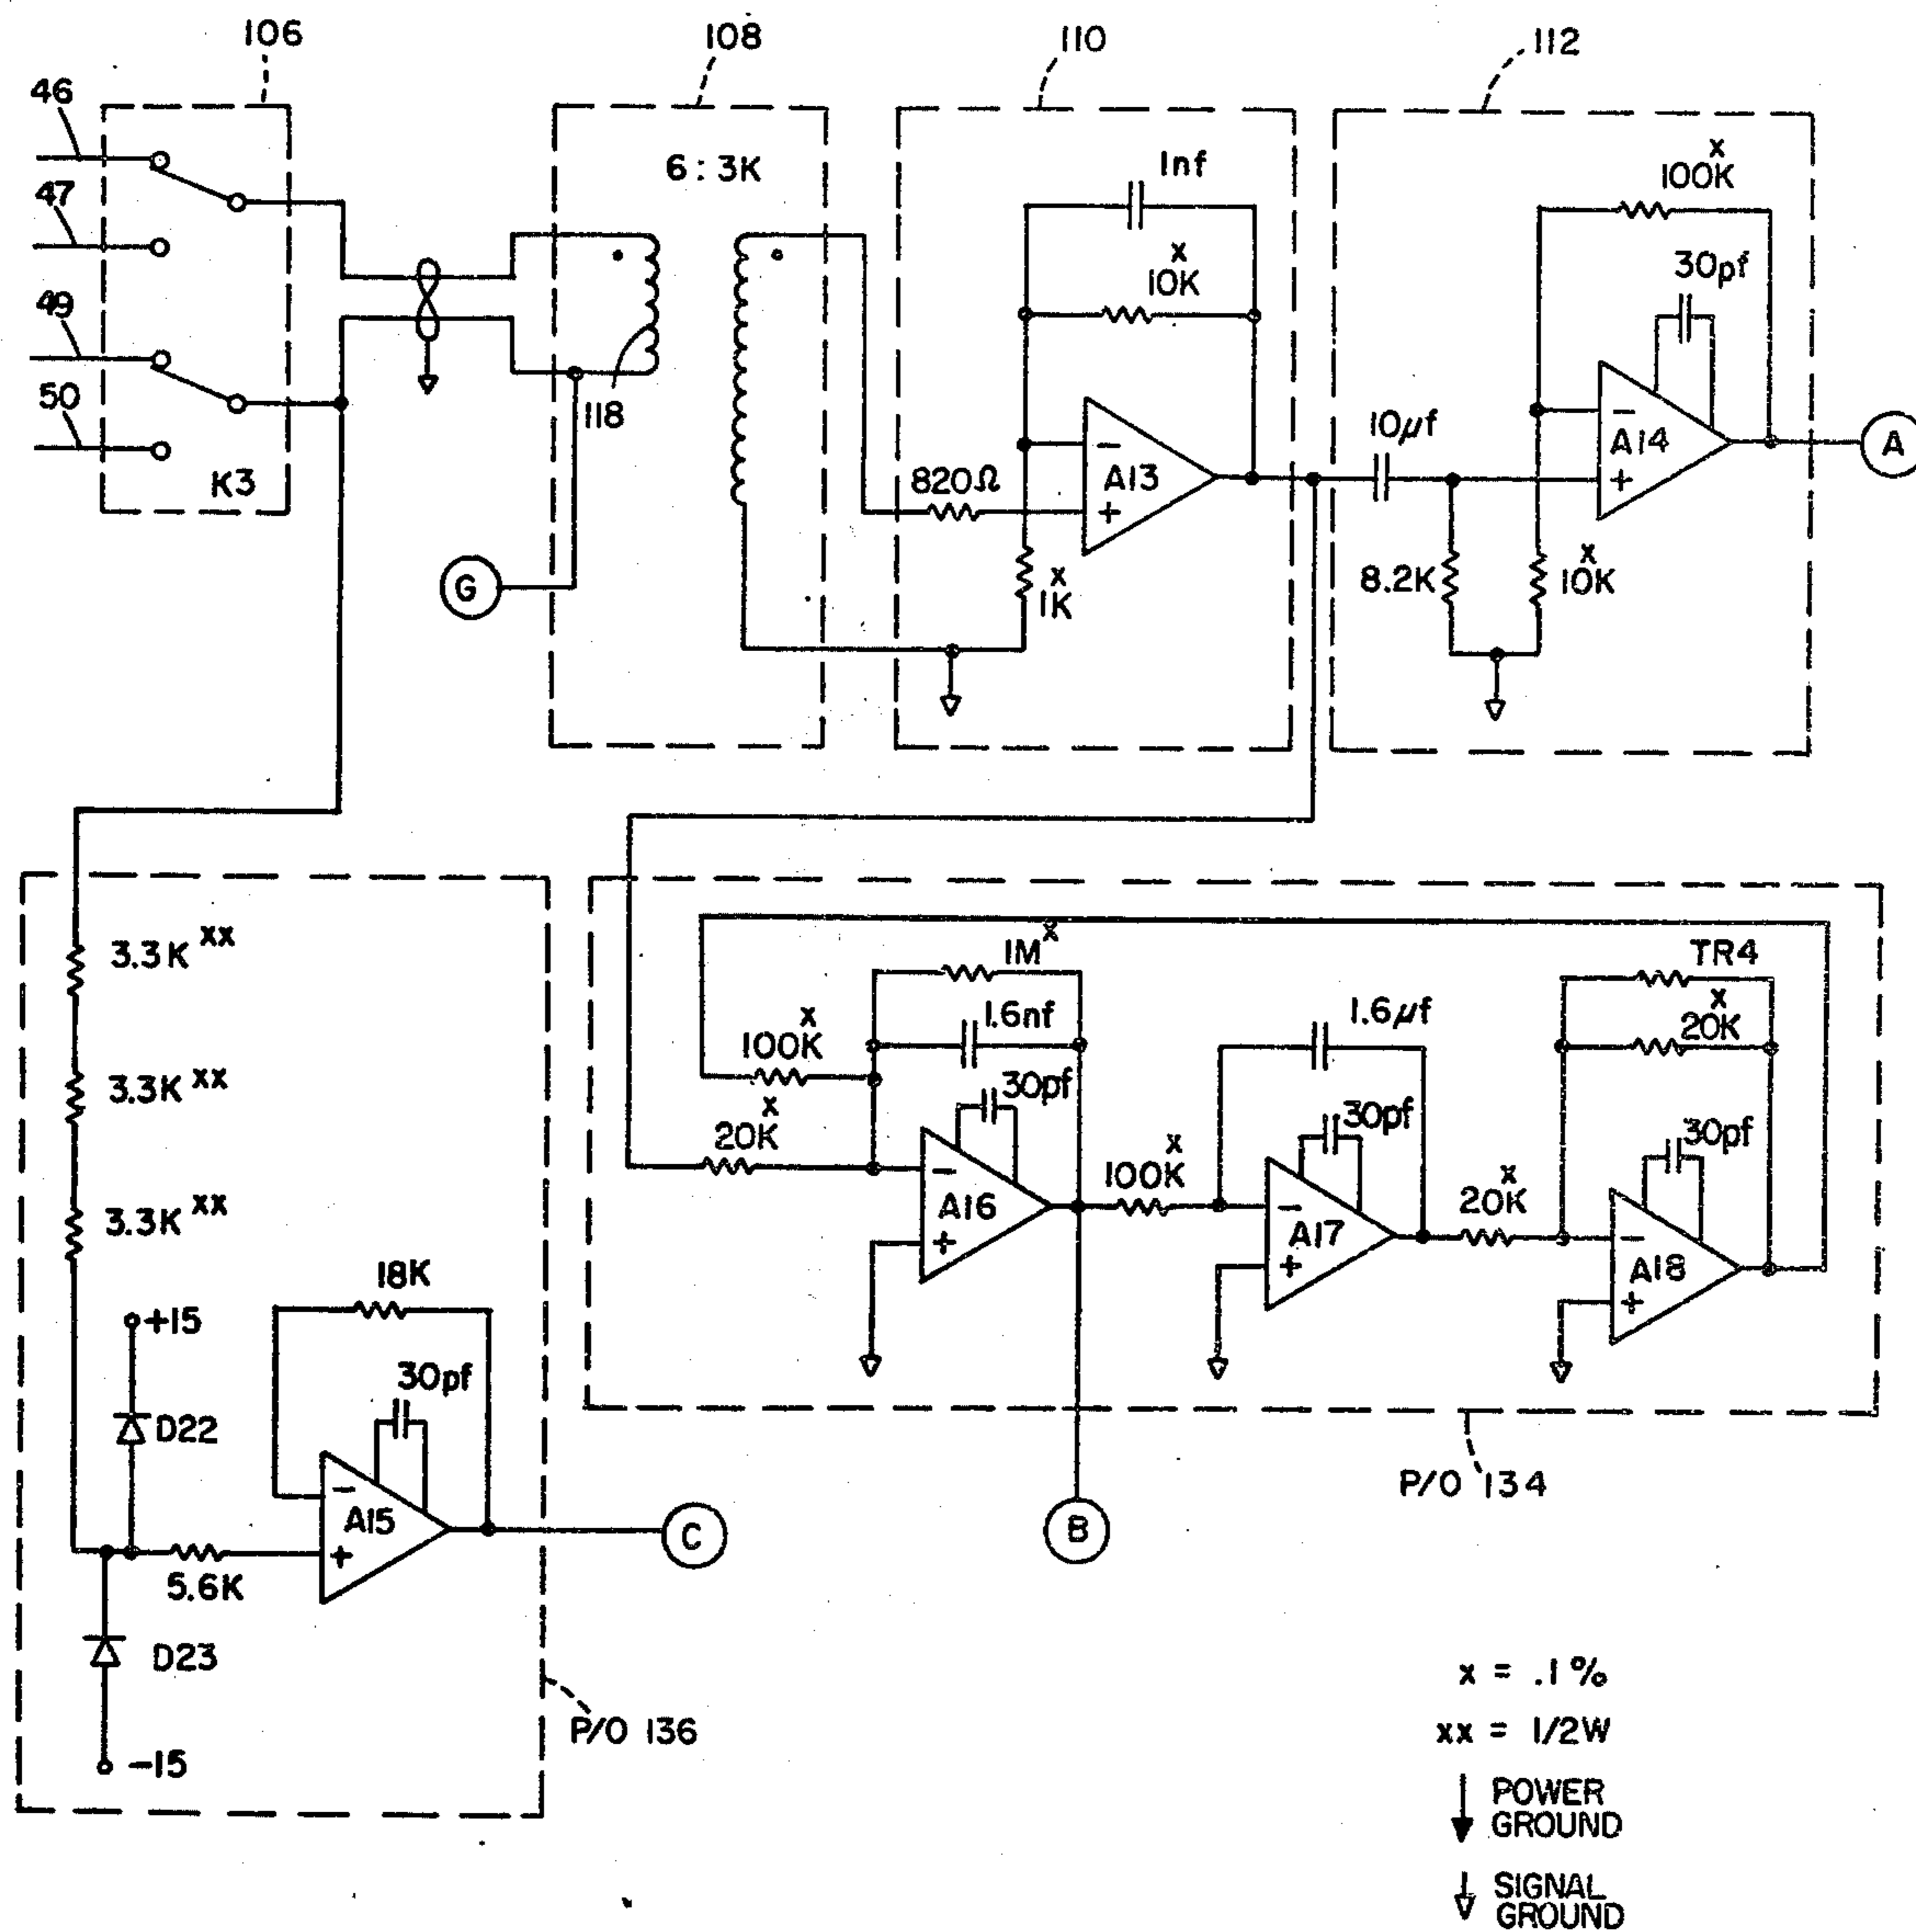 106
108
110
112
46
47
49
50
K3
6 : 3K
118
G
1nf
x
10K
820Ω
A13
x
1K
x
100K
30pf
10µf
A14
8.2K
x
10K
A
3.3K xx
3.3K xx
3.3K xx
+15
D22
D23
-15
5.6K
18K
30pf
A15
C
P/O 136
1M x
1.6nf
x
100K
30pf
x
20K
A16
B
x
100K
1.6µf
30pf
A17
x
20K
TR4
x
20K
30pf
A18
P/O 134
x = .1%
xx = 1/2W
POWER
GROUND
SIGNAL
GROUND
- +
- +
- +
- +
- +
- +